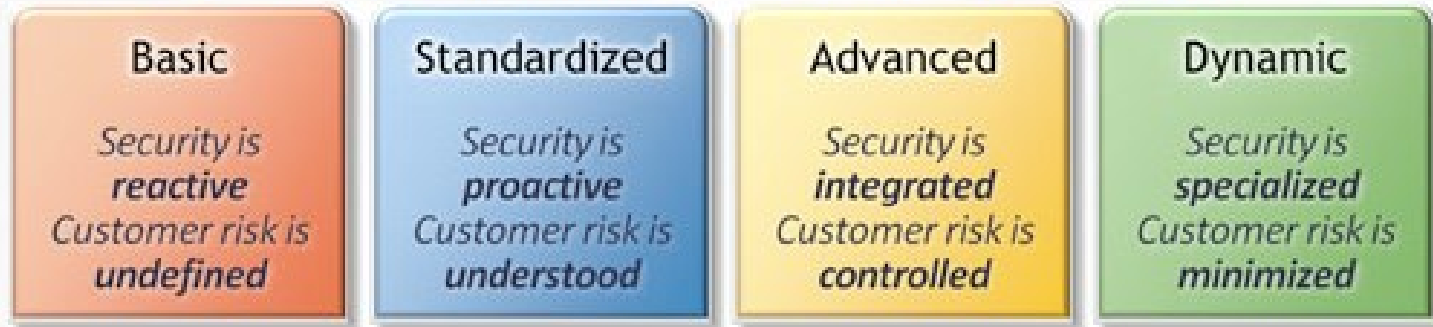 Basic
Security is
reactive
Customer risk is
undefined
Standardized
Security is
proactive
Customer risk is
understood
Advanced
Security is
integrated
Customer risk is
controlled
Dynamic
Security is
specialized
Customer risk is
minimized